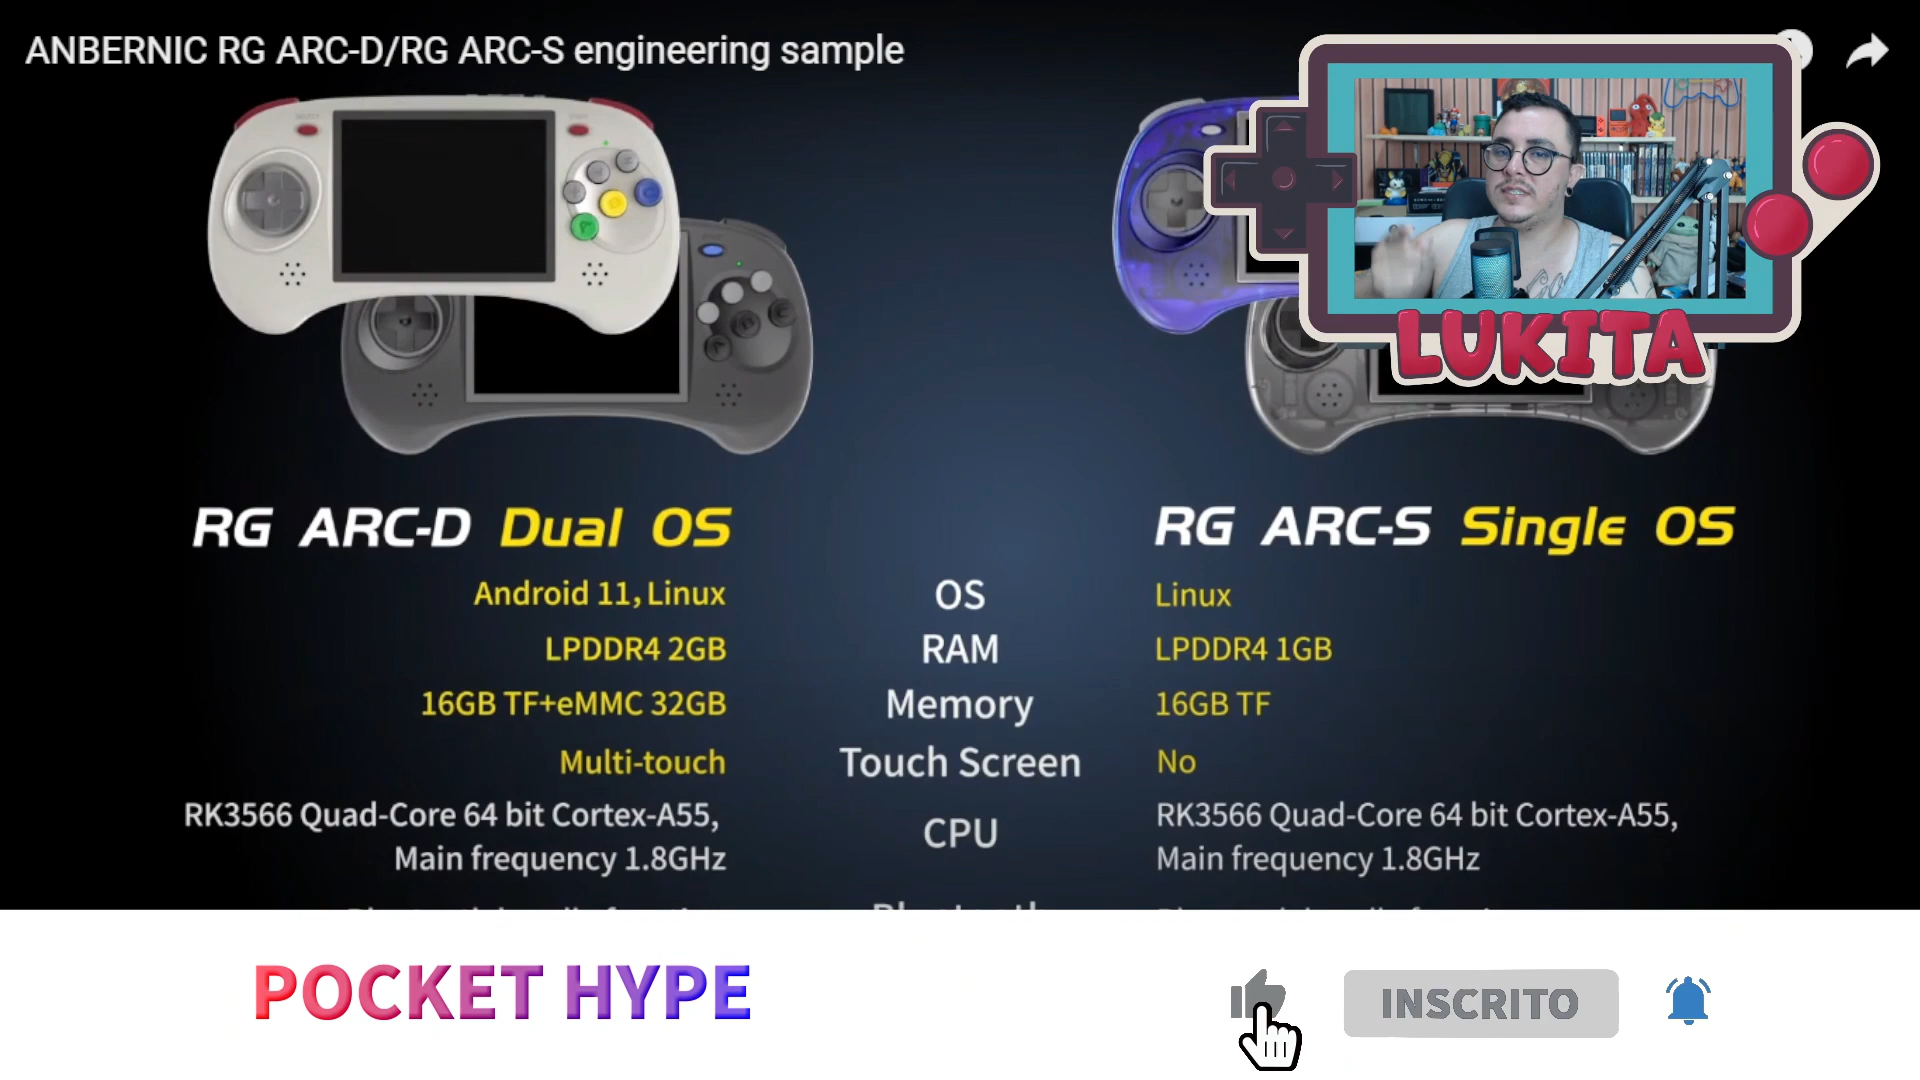 ANBERNIC RG ARC-D/RG ARC-S engineering sample
LUKITA
RG ARC-D Dual OS
RG ARC-S Single OS
Android 11, Linux
OS
Linux
LPDDR4 2GB
RAM
LPDDR4 1GB
16GB TF+eMMC 32GB
Memory
16GB TF
Multi-touch
Touch Screen
No
RK3566 Quad-Core 64 bit Cortex-A55,
Main frequency 1.8GHz
CPU
RK3566 Quad-Core 64 bit Cortex-A55,
Main frequency 1.8GHz
POCKET HYPE
INSCRITO